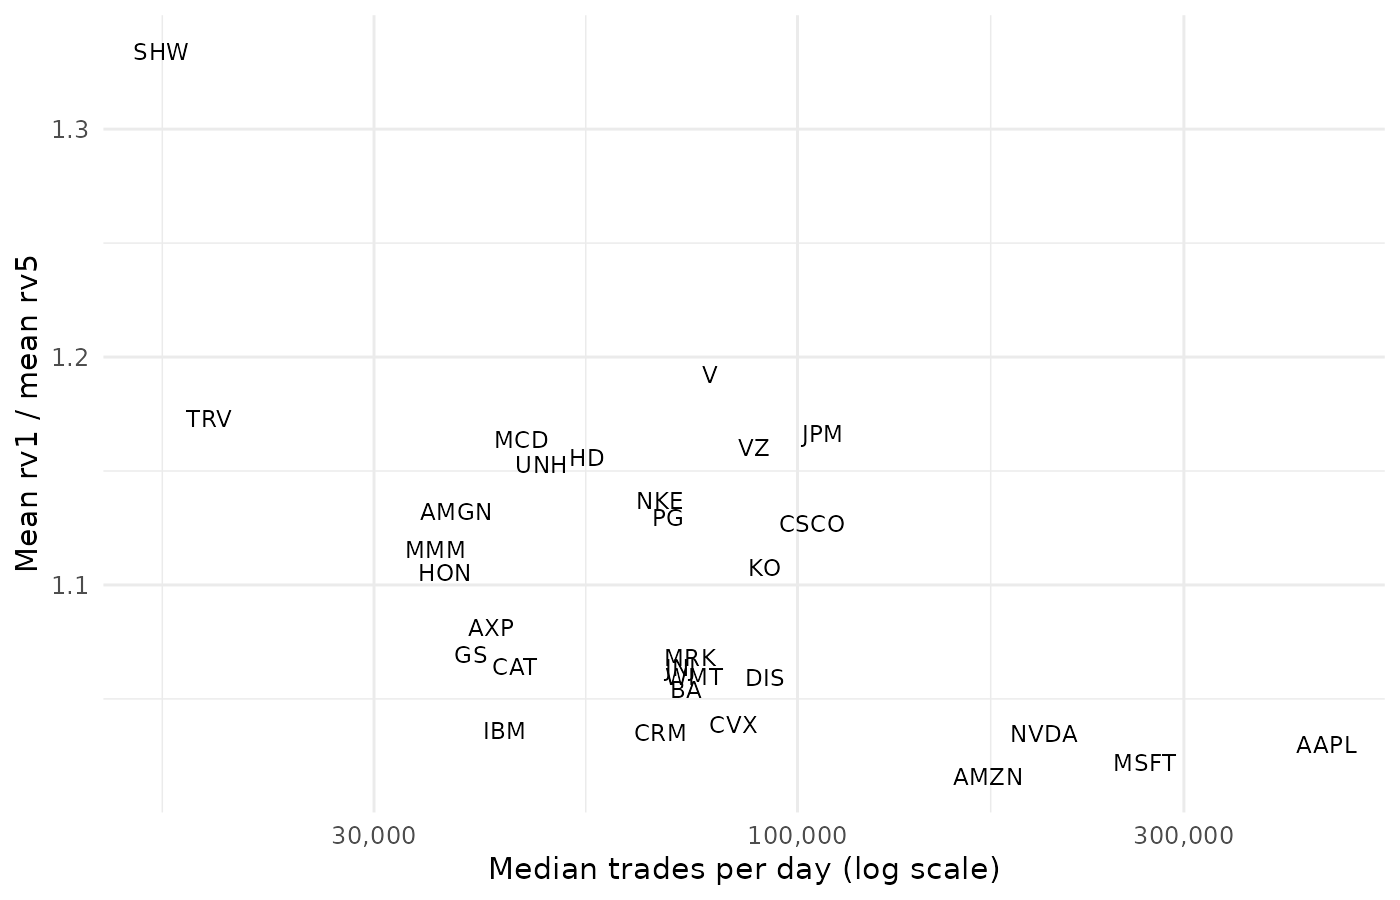 SHW
1.3
1.2
V
TRV
JPM
MCD
VZ
HD
UNH
NKE
AMGN
PG
CSCO
MMM
KO
HON
1.1
AXP
GS
MRK
CAT
JNJ
WMT
DIS
BA
CVX
IBM
CRM
NVDA
AAPL
MSFT
AMZN
30,000
100,000
300,000
Median trades per day (log scale)
Mean rv1 / mean rv5